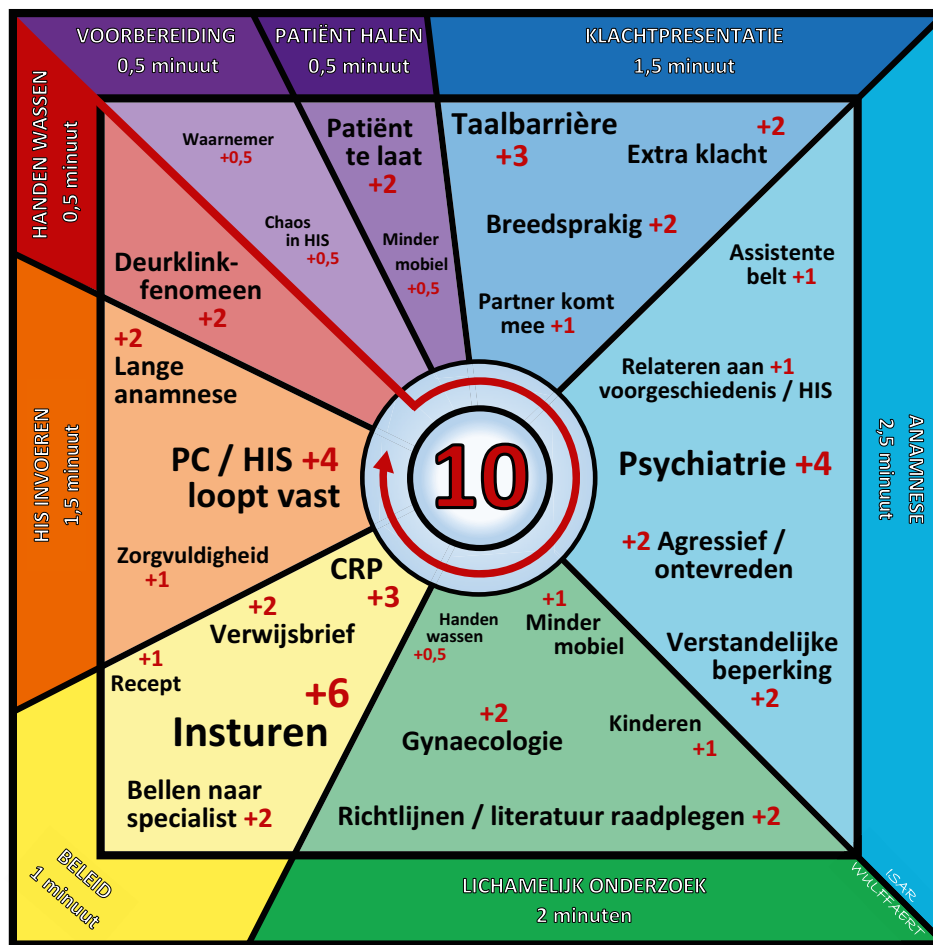 VOORBEREIDING
0,5 minuut
PATIËNT HALEN
0,5 minuut
KLACHTPRESENTATIE
1,5 minuut
ANAMNESE
2,5 minuut
LICHAMELIJK ONDERZOEK
2 minuten
BELEID
1 minuut
HIS INVOEREN
1,5 minuut
HANDEN WASSEN
0,5 minuut
Waarnemer
+0,5
Chaos
in HIS
+0,5
Patiënt
te laat
+2
Minder
mobiel
+0,5
Taalbarrière
+3
+2
Extra klacht
Breedsprakig +2
Partner komt
mee +1
Assistente
belt +1
Relateren aan +1
voorgeschiedenis / HIS
Psychiatrie +4
+2 Agressief /
ontevreden
Verstandelijke
beperking
+2
Handen
wassen
+0,5
+1
Minder
mobiel
+2
Gynaecologie
Kinderen
+1
Richtlijnen / literatuur raadplegen +2
CRP
+3
+2
Verwijsbrief
+1
Recept
+6
Insturen
Bellen naar
specialist +2
+2
Lange
anamnese
PC / HIS +4
loopt vast
Zorgvuldigheid
+1
Deurklink-
fenomeen
+2
10
ISAR
WULFFAERT